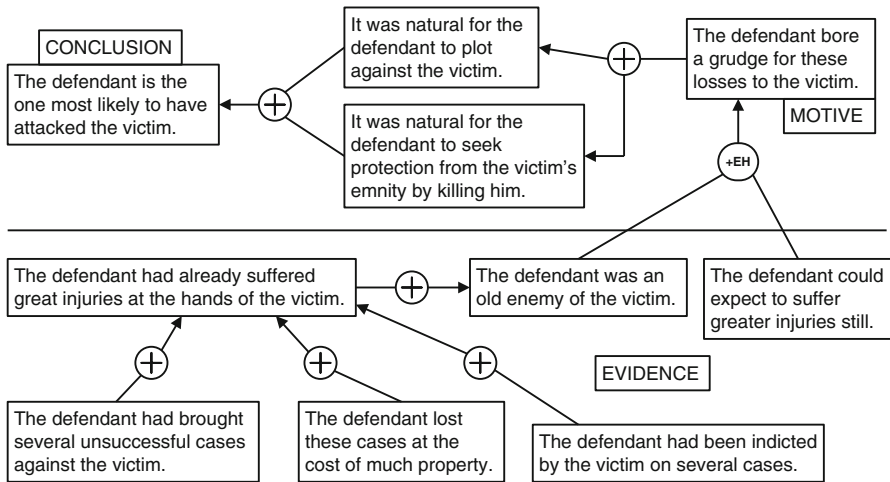 CONCLUSION
The defendant is the
one most likely to have
attacked the victim.
It was natural for the
defendant to plot
against the victim.
It was natural for the
defendant to seek
protection from the victim's
emnity by killing him.
The defendant bore
a grudge for these
losses to the victim.
MOTIVE
+EH
The defendant had already suffered
great injuries at the hands of the victim.
The defendant was an
old enemy of the victim.
The defendant could
expect to suffer
greater injuries still.
EVIDENCE
The defendant had brought
several unsuccessful cases
against the victim.
The defendant lost
these cases at the
cost of much property.
The defendant had been indicted
by the victim on several cases.